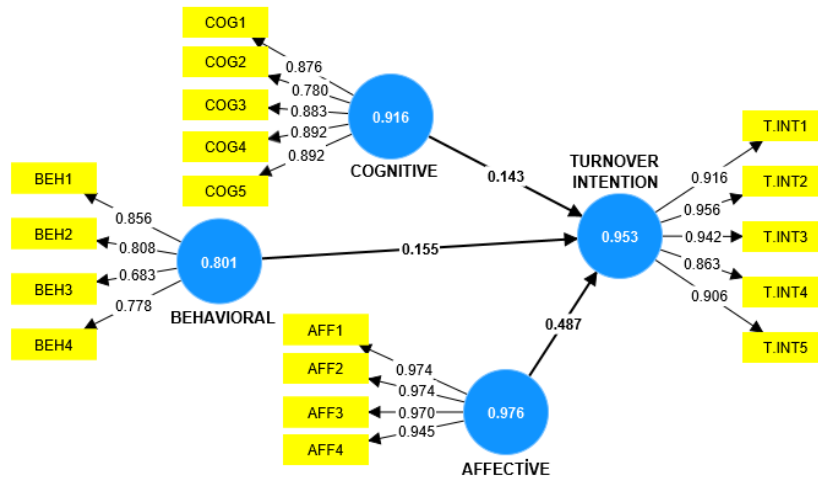 COG1
COG2
COG3
COG4
COG5
0.876
0.780
0.883
0.892
0.892
0.916
COGNITIVE
BEH1
BEH2
BEH3
BEH4
0.856
0.808
0.683
0.778
0.801
BEHAVIORAL
AFF1
AFF2
AFF3
AFF4
0.974
0.974
0.970
0.945
0.976
AFFECTİVE
0.143
0.155
0.487
TURNOVER
INTENTION
0.953
0.916
0.956
0.942
0.863
0.906
T.INT1
T.INT2
T.INT3
T.INT4
T.INT5